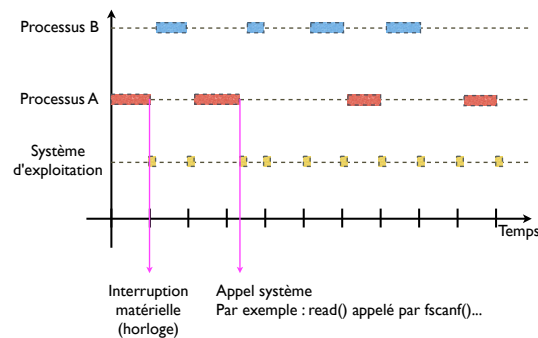 Processus B
Processus A
Système
d'exploitation
Temps
Interruption
matérielle
(horloge)
Appel système
Par exemple : read() appelé par fscanf()...